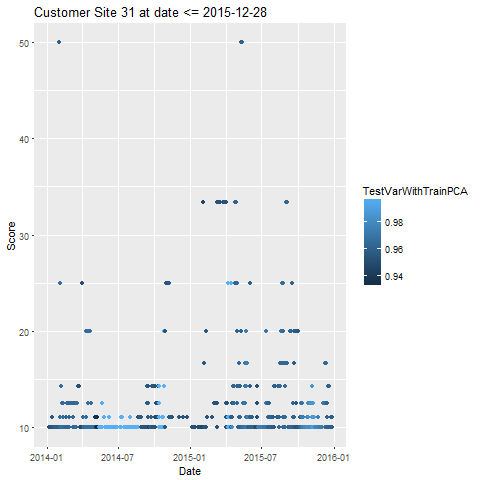 Customer Site 31 at date <= 2015-12-28
50
40
30
20
10
Score
2014-01 2014-07 2015-01 2015-07 2016-01
Date
TestVarWithTrainPCA
0.98
0.96
0.94